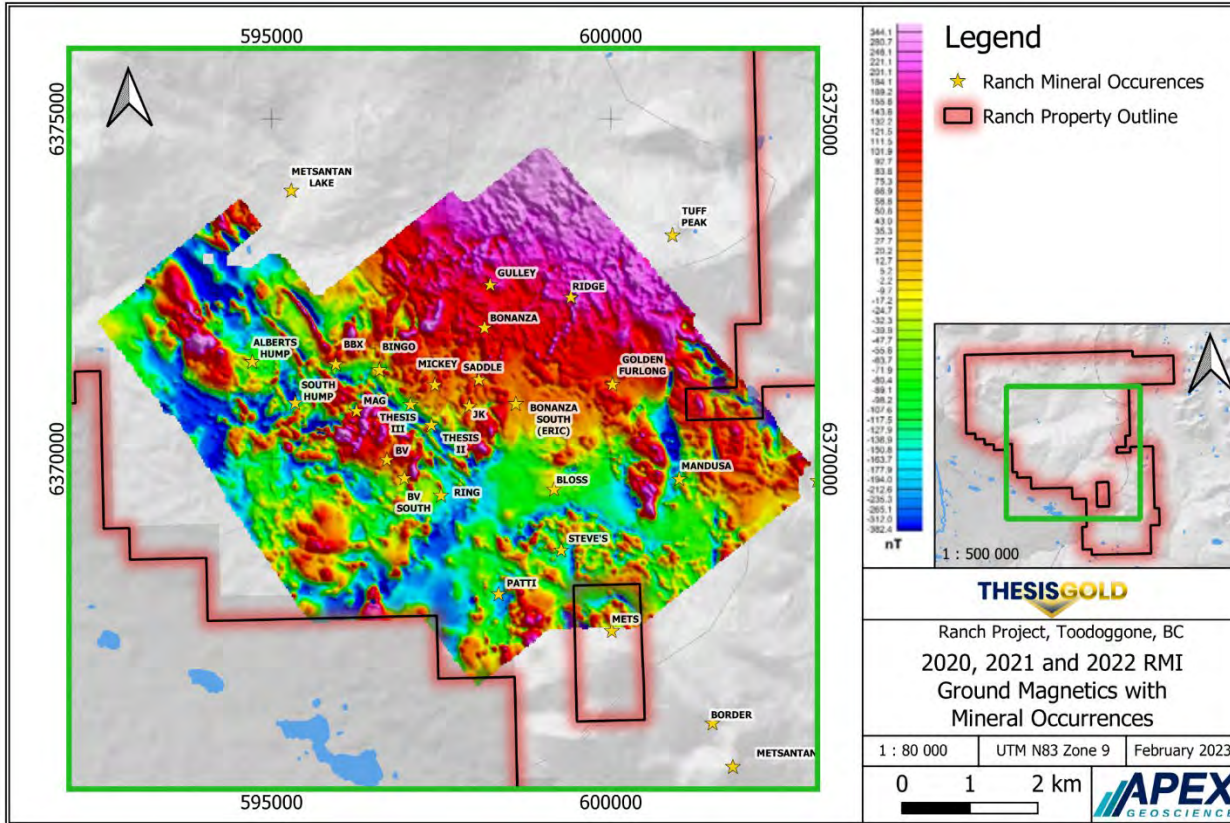 595000
600000
6375000
6375000
METSANTAN
LAKE
TUFF
PEAK
GULLEY
RIDGE
BONANZA
ALBERTS
HUMP
BBX
BINGO
MICKEY
SADDLE
GOLDEN
FURLONG
SOUTH
HUMP
MAG
THESIS
III
JK
BONANZA
SOUTH
(ERIC)
THESIS
II
6370000
6370000
BV
MANDUSA
BV
SOUTH
RING
BLOSS
STEVE'S
PATTI
METS
BORDER
METSANTAN
595000
600000
Legend
Ranch Mineral Occurences
Ranch Property Outline
nT
1 : 500 000
THESISGOLD
Ranch Project, Toodoggone, BC
2020, 2021 and 2022 RMI
Ground Magnetics with
Mineral Occurrences
1 : 80 000
UTM N83 Zone 9
February 2023
0 1 2 km
APEX
GEOSCIENCE